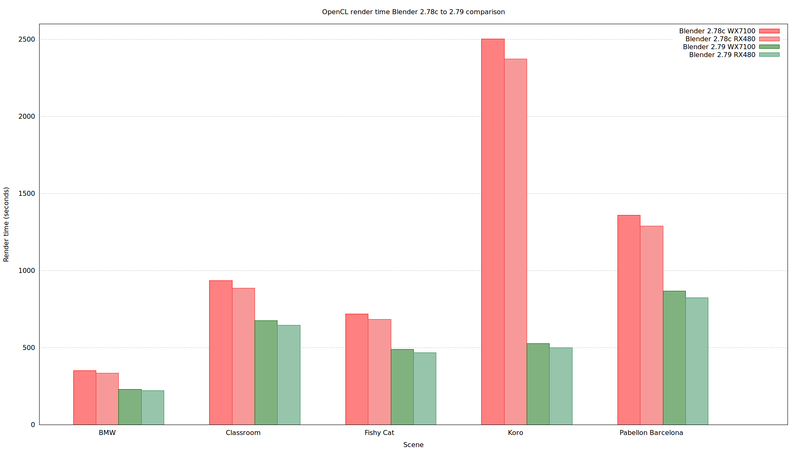 OpenCL render time Blender 2.78c to 2.79 comparison
Blender 2.78c WX7100
Blender 2.78c RX480
Blender 2.79 WX7100
Blender 2.79 RX480
Render time (seconds)
2500
2000
1500
1000
500
0
BMW Classroom Fishy Cat Koro Pabellon Barcelona
Scene